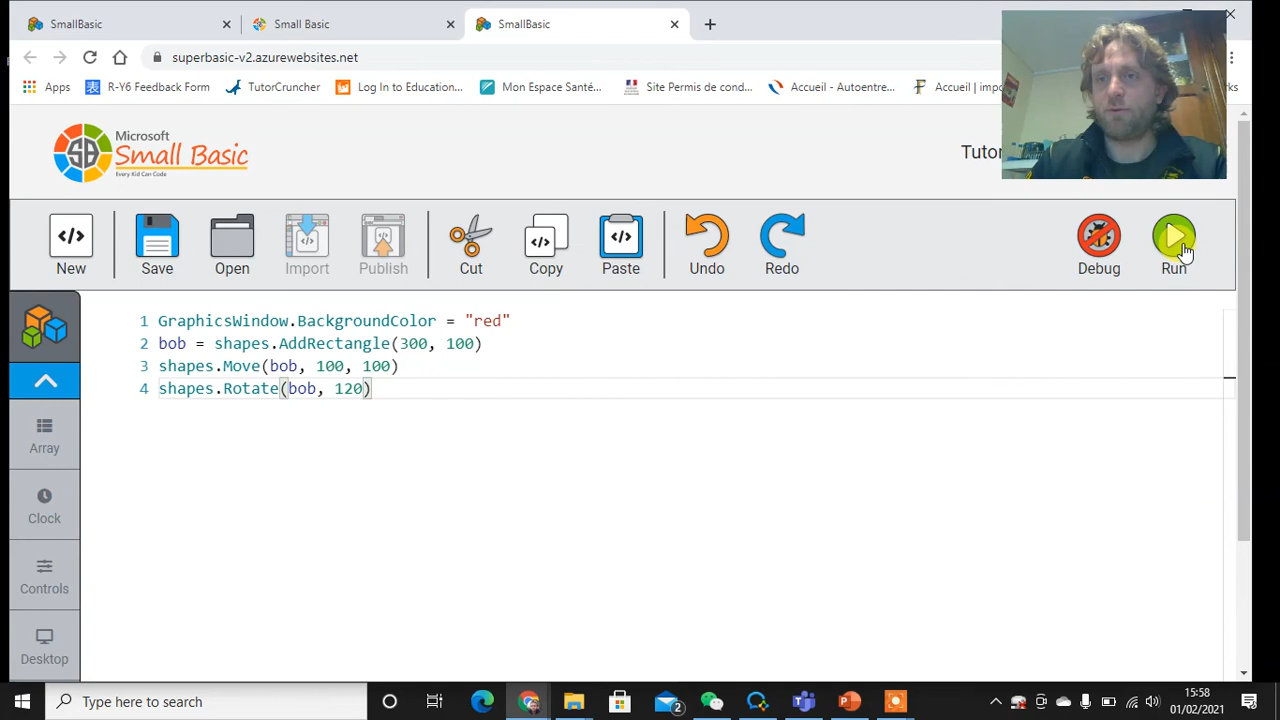 SmallBasic
Small Basic
SmallBasic
superbasic-v2.azurewebsites.net
Apps
R-Y6 Feedback Form
TutorCruncher
Log In to Education...
Mon Espace Santé...
Site Permis de cond...
Accueil - Autoentre...
Microsoft
Small Basic
Every Kid Can Code
New
Save
Open
Import
Publish
Cut
Copy
Paste
Undo
Redo
Debug
Run
1 GraphicsWindow.BackgroundColor = "red"
2 bob = shapes.AddRectangle(300, 100)
3 shapes.Move(bob, 100, 100)
4 shapes.Rotate(bob, 120)
Array
Clock
Controls
Desktop
Type here to search
2
15:58
01/02/2021